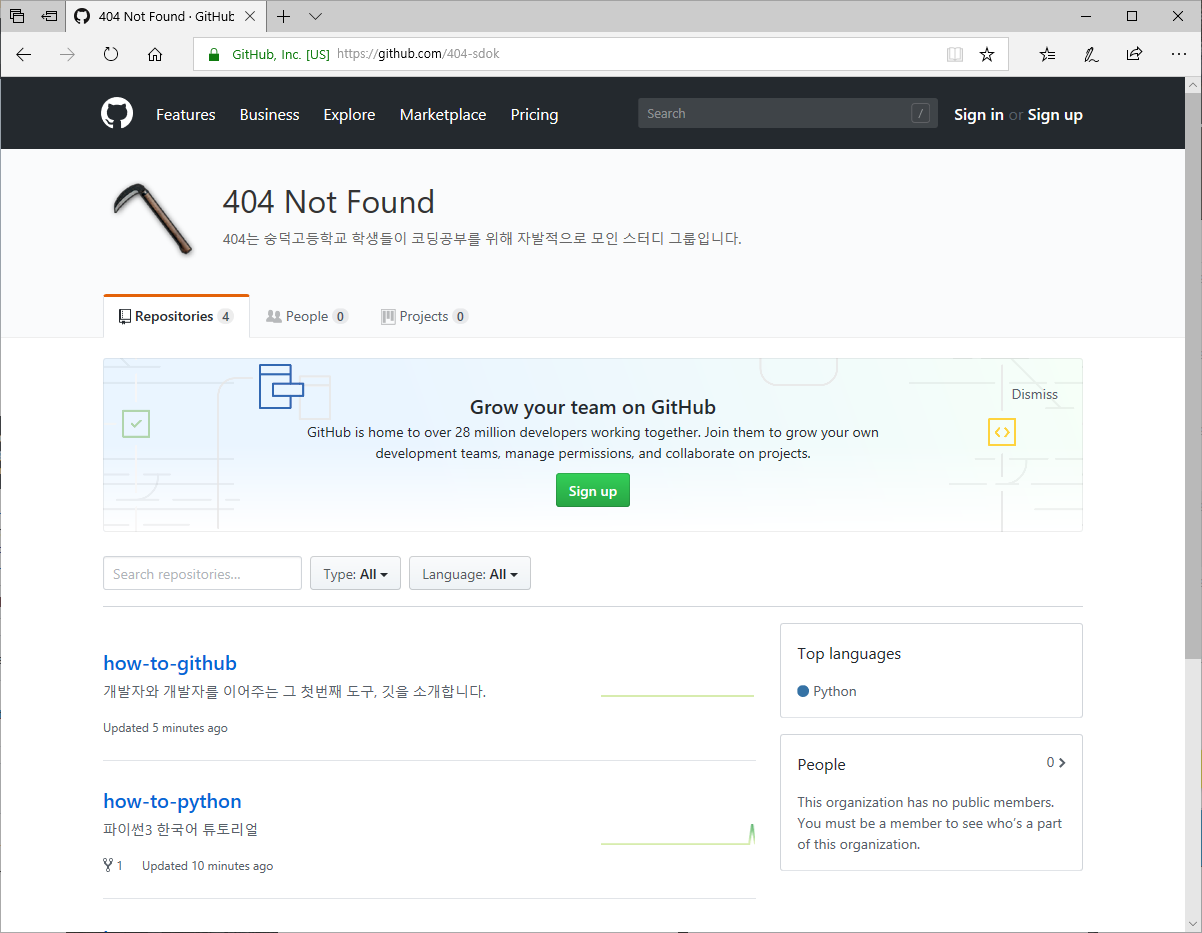 404 Not Found · GitHub
GitHub, Inc. [US] https://github.com/404-sdok
Features Business Explore Marketplace Pricing Search / Sign in or Sign up
404 Not Found
404는 숭덕고등학교 학생들이 코딩공부를 위해 자발적으로 모인 스터디 그룹입니다.
Repositories 4 People 0 Projects 0
Dismiss
Grow your team on GitHub
GitHub is home to over 28 million developers working together. Join them to grow your own
development teams, manage permissions, and collaborate on projects.
Sign up
Search repositories... Type: All Language: All
how-to-github
개발자와 개발자를 이어주는 그 첫번째 도구, 깃을 소개합니다.
Updated 5 minutes ago
how-to-python
파이썬3 한국어 튜토리얼
1 Updated 10 minutes ago
Top languages
Python
People 0
This organization has no public members.
You must be a member to see who's a part
of this organization.